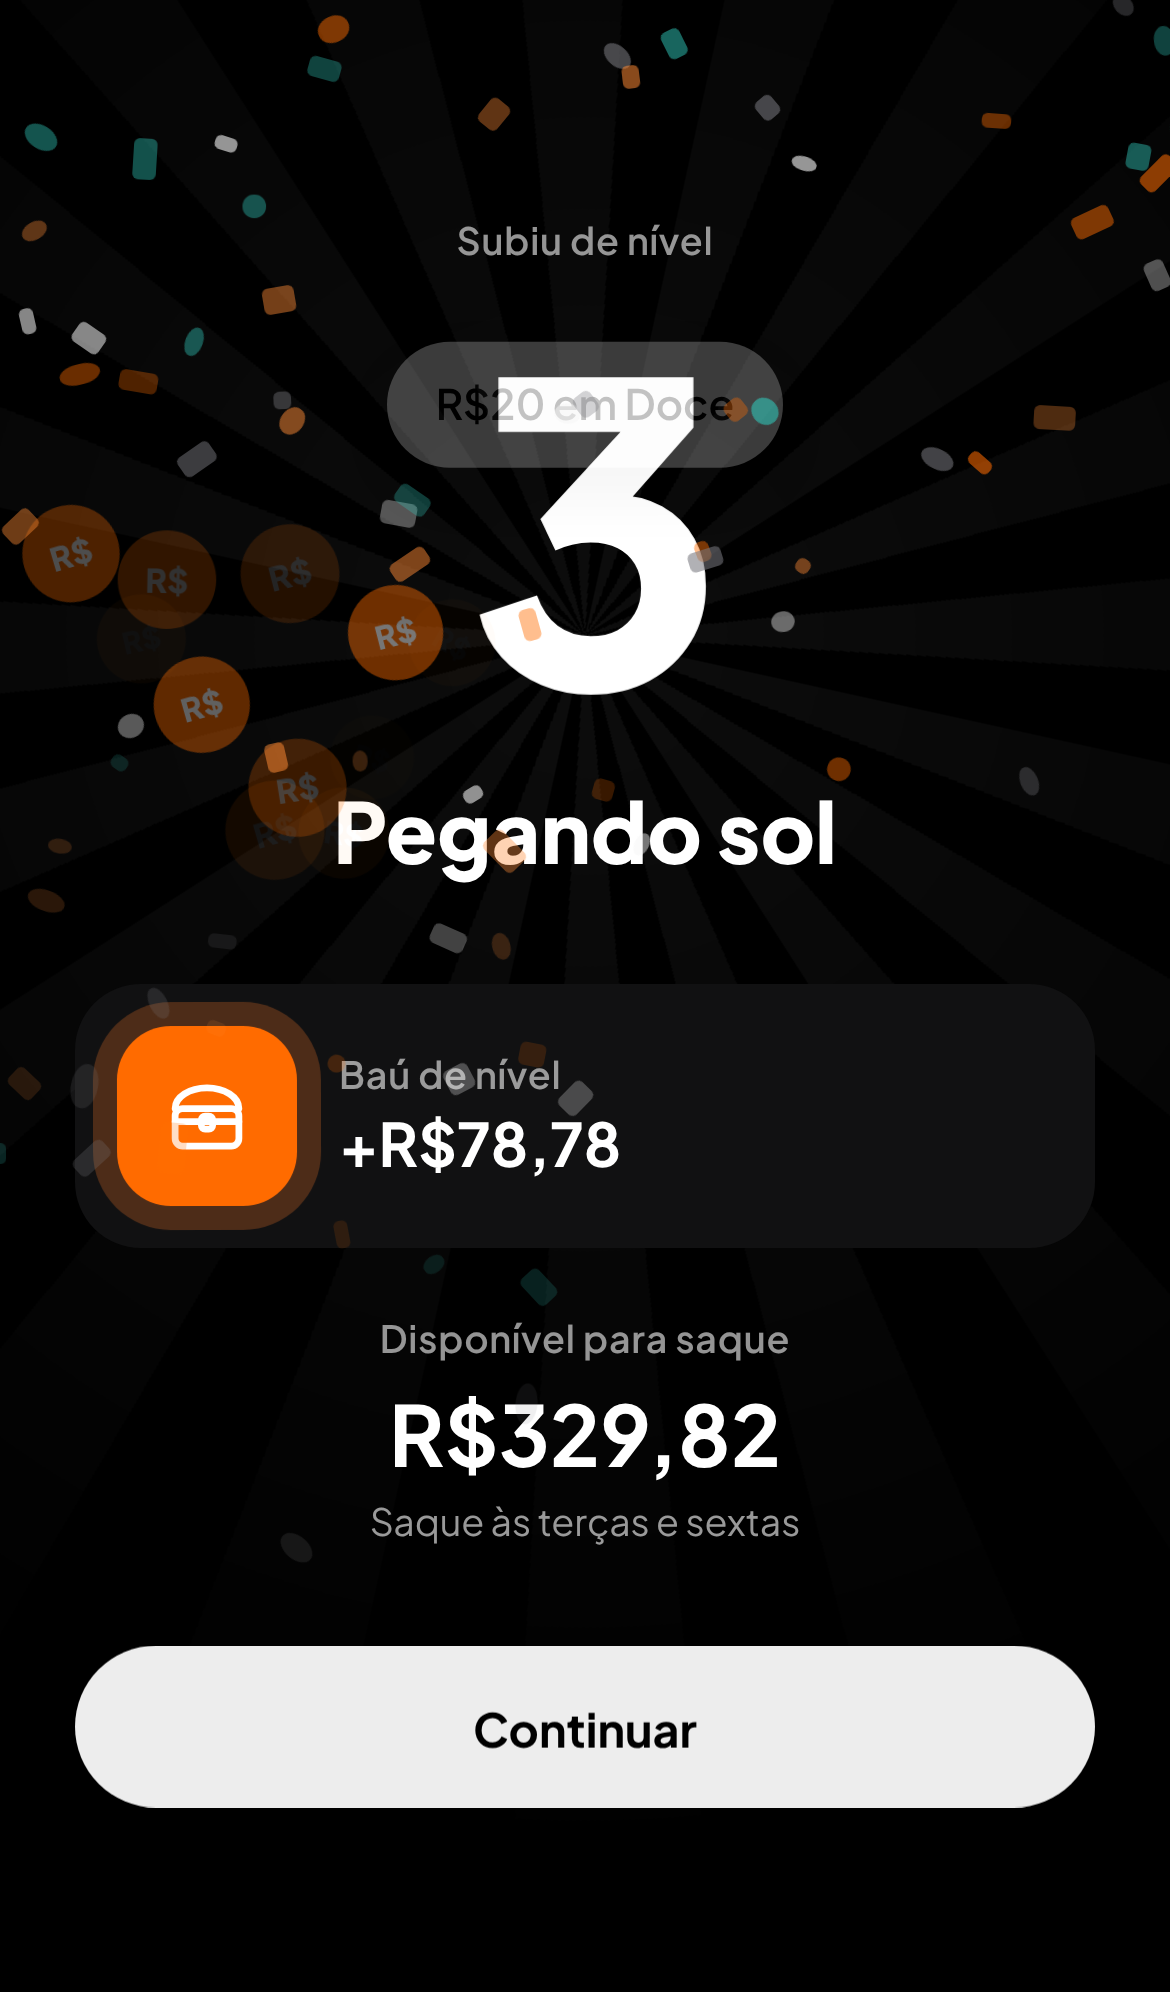 Subiu de nível
R$20 em Doce
3
R$
R$
R$
R$
R$
R$
R$
R$
Pegando sol
Baú de nível
+R$78,78
Disponível para saque
R$329,82
Saque às terças e sextas
Continuar